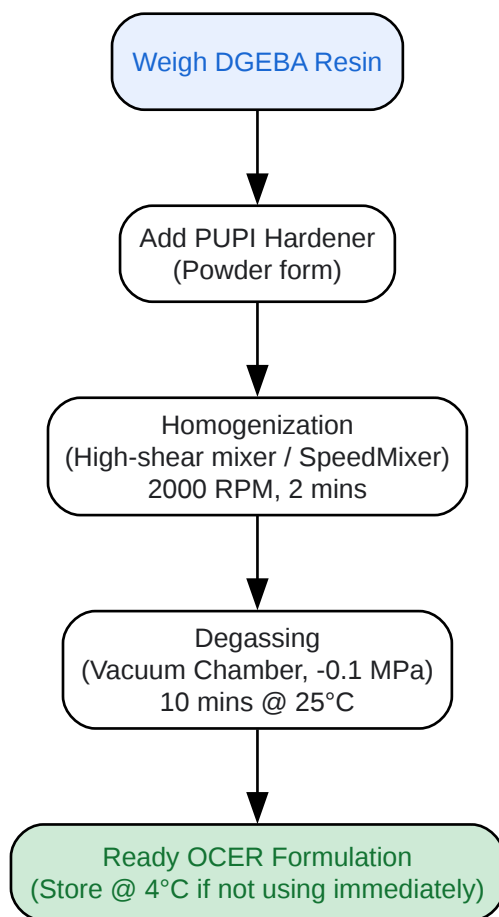 Weigh DGEBA Resin
Add PUPI Hardener
(Powder form)
Homogenization
(High-shear mixer / SpeedMixer)
2000 RPM, 2 mins
Degassing
(Vacuum Chamber, -0.1 MPa)
10 mins @ 25°C
Ready OCER Formulation
(Store @ 4°C if not using immediately)